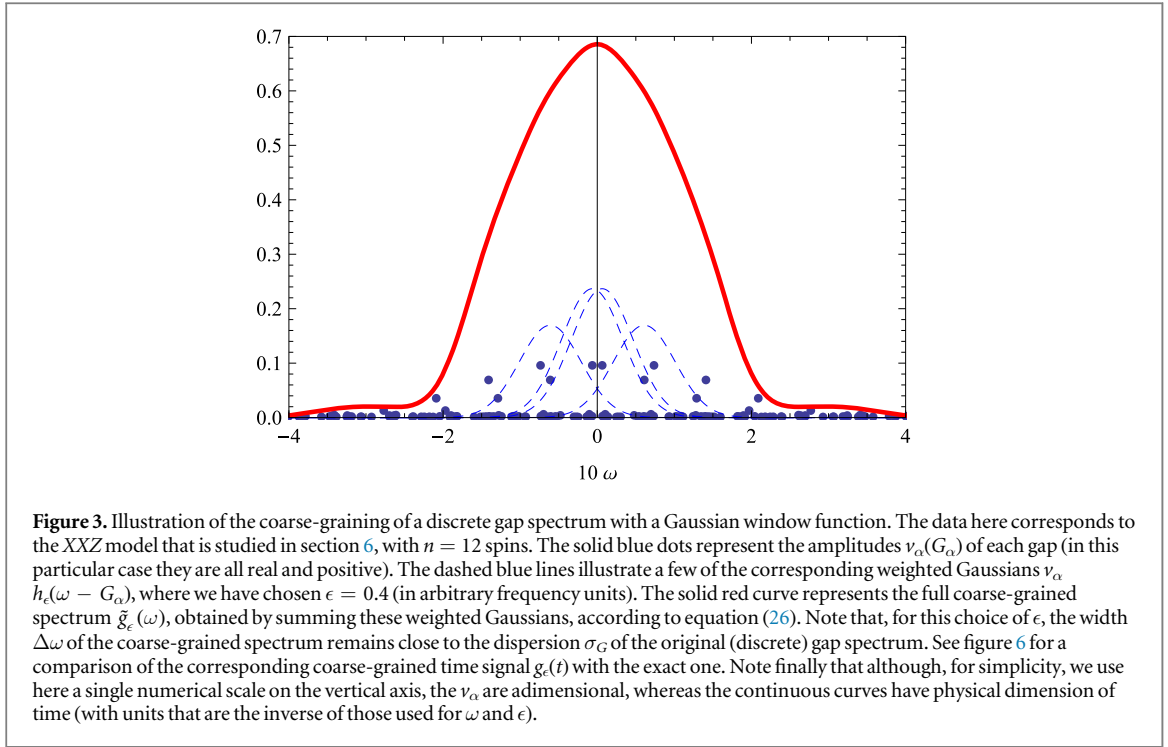 0.7
0.6
0.5
0.4
0.3
0.2
0.1
0.0
−4
−2
0
2
4
10 ω
Figure 3. Illustration of the coarse-graining of a discrete gap spectrum with a Gaussian window function. The data here corresponds to
the XXZ model that is studied in section 6, with n = 12 spins. The solid blue dots represent the amplitudes vα(Gα) of each gap (in this
particular case they are all real and positive). The dashed blue lines illustrate a few of the corresponding weighted Gaussians vα
hϵ(ω − Gα), where we have chosen ϵ = 0.4 (in arbitrary frequency units). The solid red curve represents the full coarse-grained
spectrum g̃ϵ(ω), obtained by summing these weighted Gaussians, according to equation (26). Note that, for this choice of ϵ, the width
Δω of the coarse-grained spectrum remains close to the dispersion σG of the original (discrete) gap spectrum. See figure 6 for a
comparison of the corresponding coarse-grained time signal gϵ(t) with the exact one. Note finally that although, for simplicity, we use
here a single numerical scale on the vertical axis, the vα are adimensional, whereas the continuous curves have physical dimension of
time (with units that are the inverse of those used for ω and ϵ).